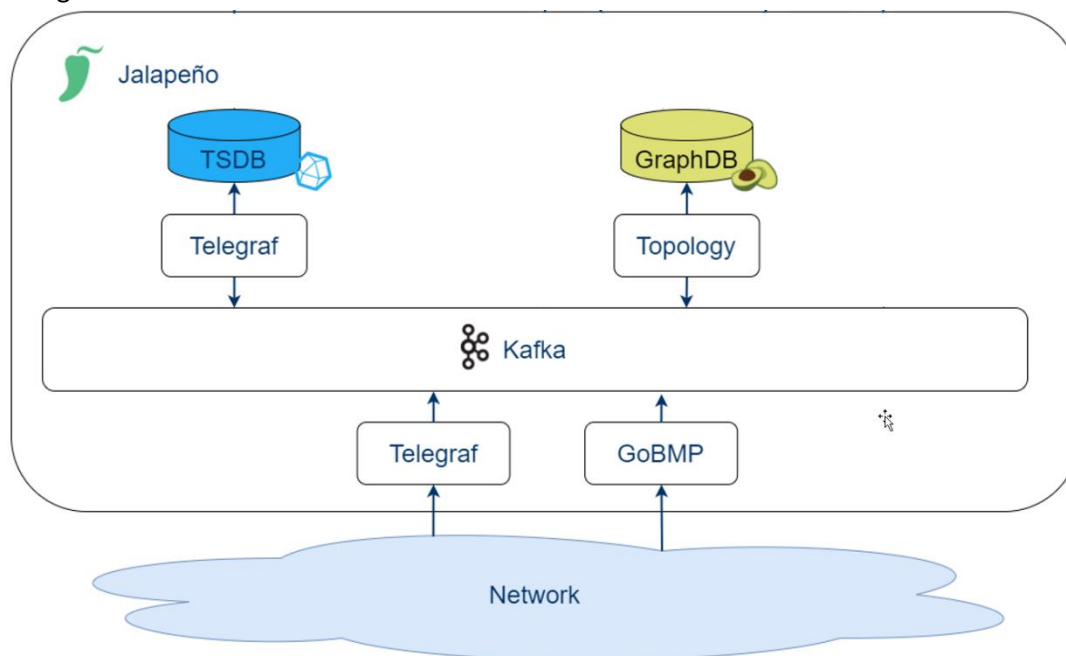 Jalapeño
TSDB
GraphDB
Telegraf
Topology
Kafka
Telegraf
GoBMP
Network